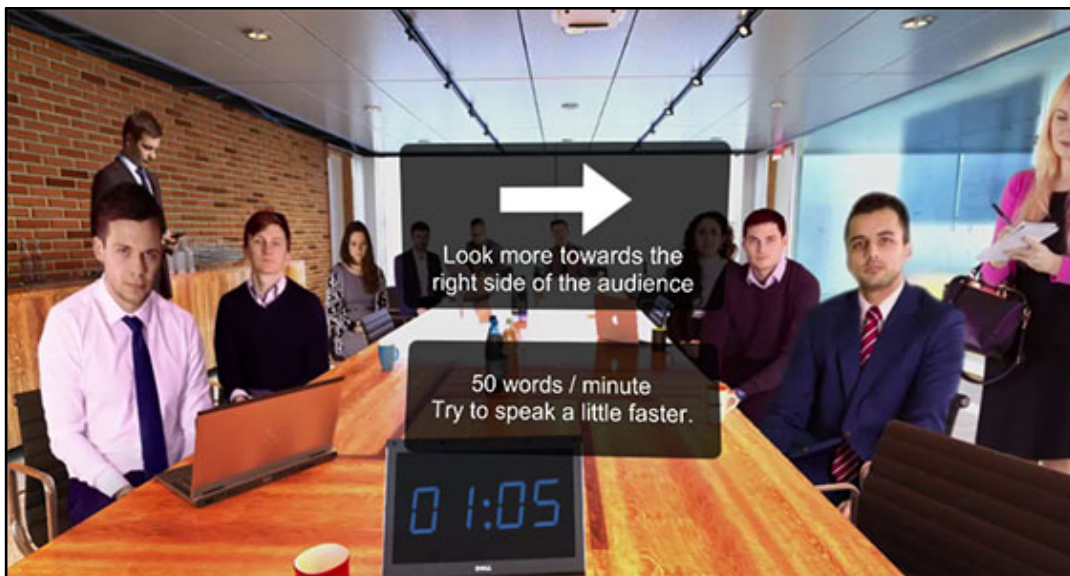 Look more towards the
right side of the audience
50 words / minute
Try to speak a little faster.
01:05
DELL